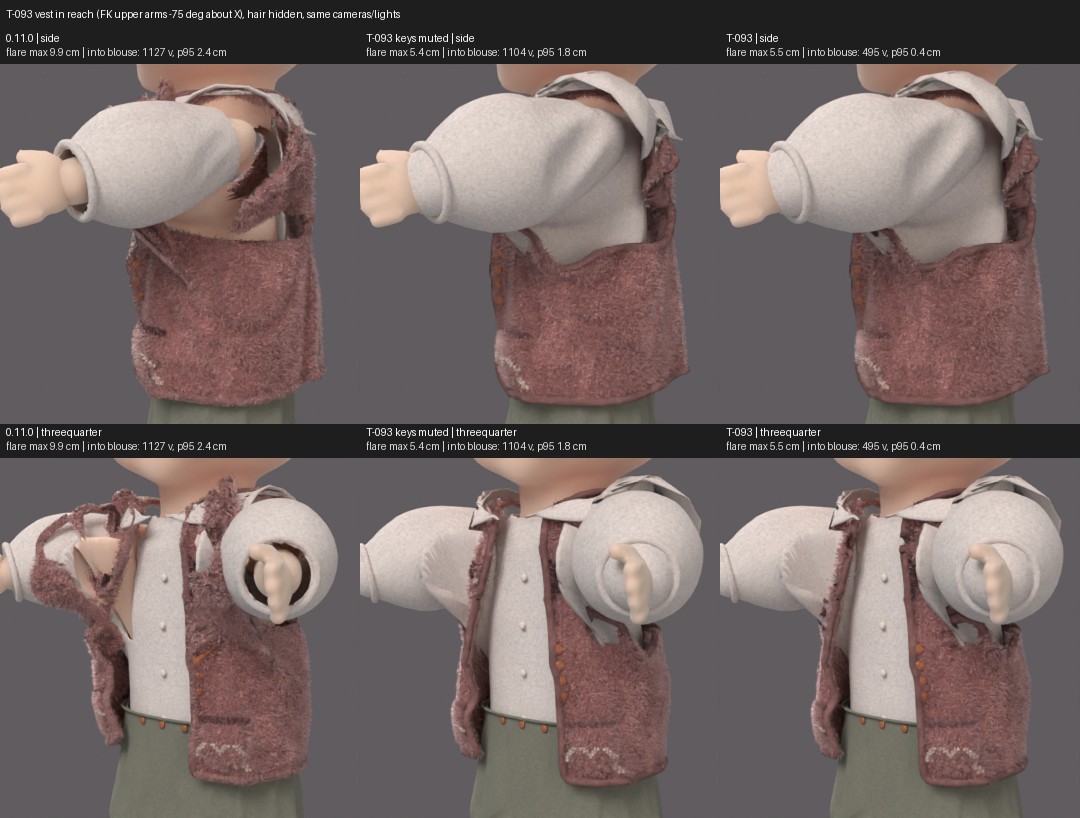 T-093 vest in reach (FK upper arms -75 deg about X), hair hidden, same cameras/lights
0.11.0 | side
flare max 9.9 cm | into blouse: 1127 v, p95 2.4 cm
T-093 keys muted | side
flare max 5.4 cm | into blouse: 1104 v, p95 1.8 cm
T-093 | side
flare max 5.5 cm | into blouse: 495 v, p95 0.4 cm
0.11.0 | threequarter
flare max 9.9 cm | into blouse: 1127 v, p95 2.4 cm
T-093 keys muted | threequarter
flare max 5.4 cm | into blouse: 1104 v, p95 1.8 cm
T-093 | threequarter
flare max 5.5 cm | into blouse: 495 v, p95 0.4 cm